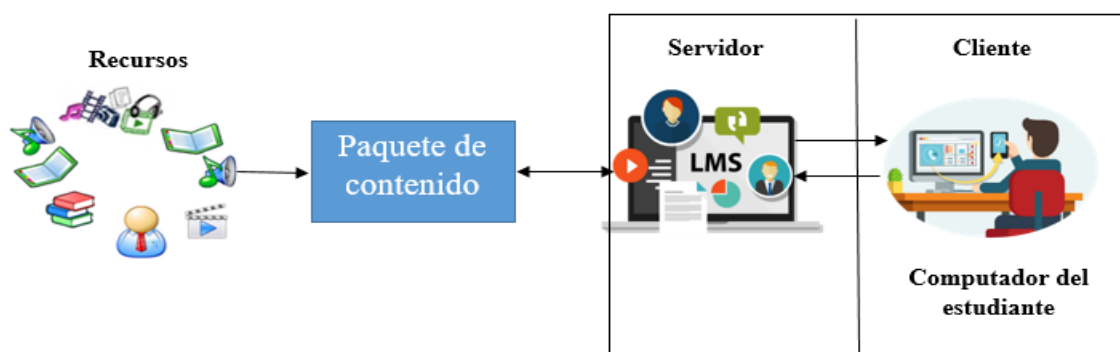 Recursos
Paquete de
contenido
Servidor
LMS
Cliente
Computador del
estudiante